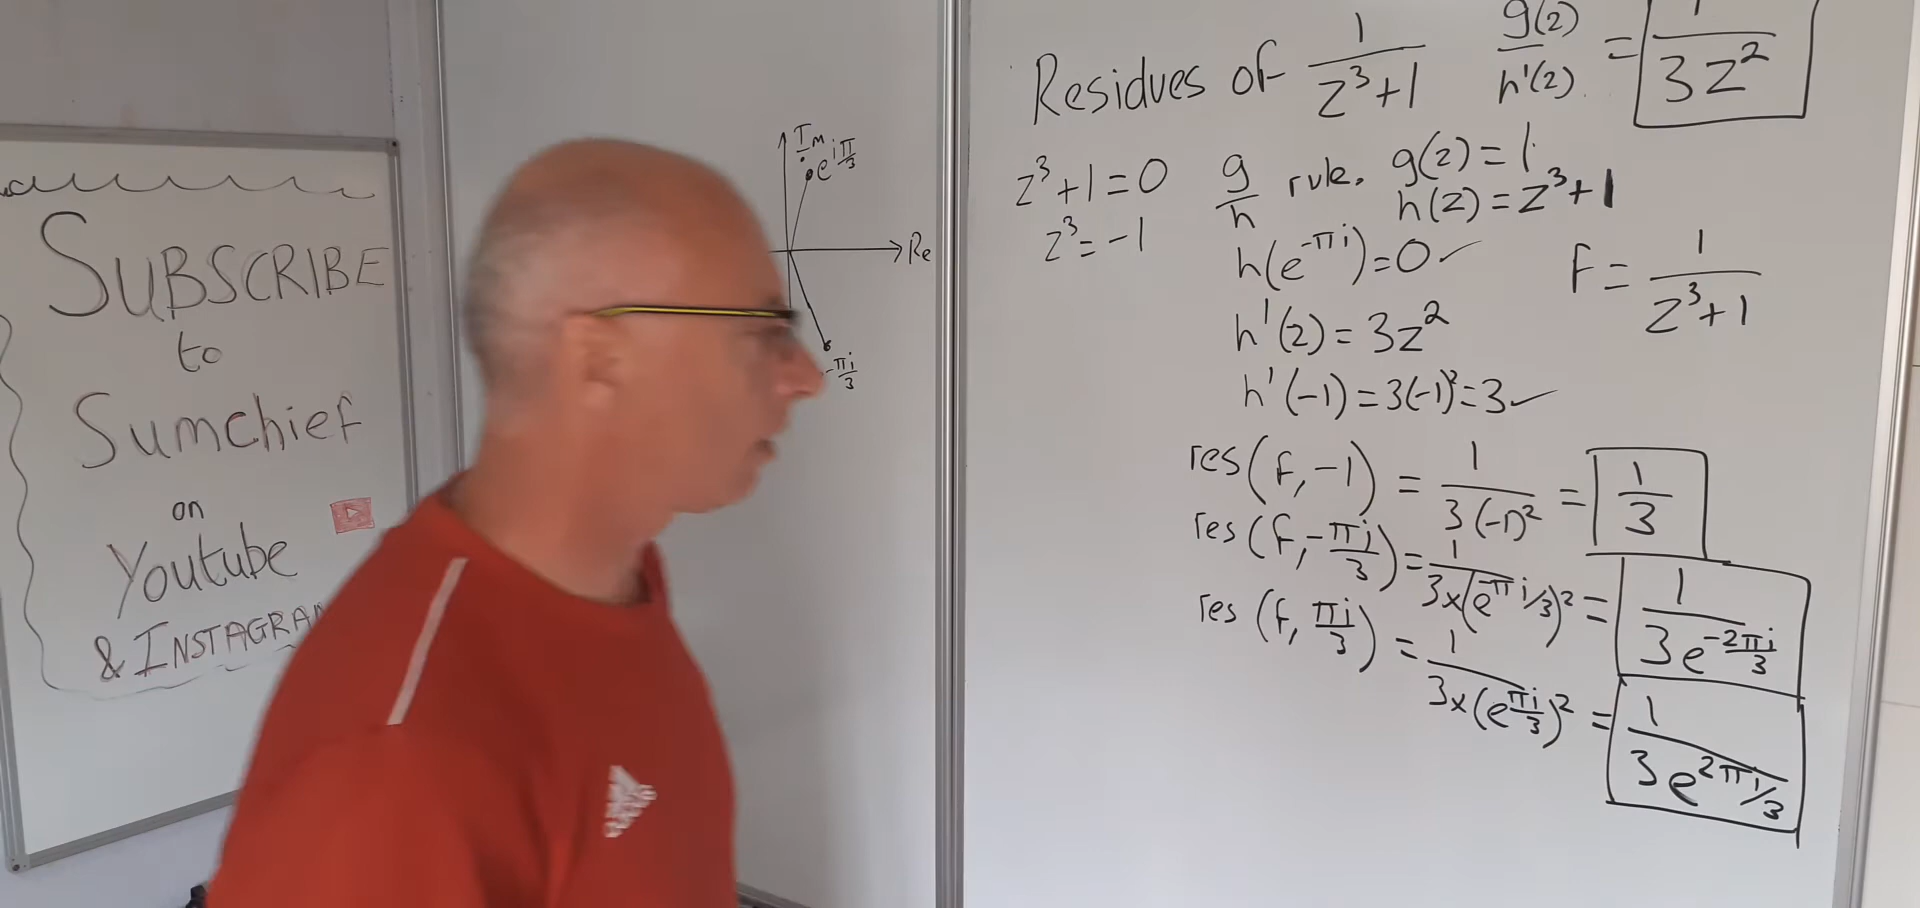 SUBSCRIBE
to
Sumchief
on
Youtube
& INSTAGRAM
Im
e^{iπ/3}
Re
-πi/3
Residues of 1/(z³+1)
g(z)/h'(z) = 1/(3z²)
z³+1=0
z³=-1
g/h rule. g(z)=1
h(z)=z³+1
h(e^{-πi})=0✓
F = 1/(z³+1)
h'(z)=3z²
h'(-1)=3(-1)²=3✓
res(f,-1) = 1/(3(-1)²) = 1/3
res(f,-πi/3) = 1/(3×(e^{-πi/3})²) = 1/(3e^{-2πi/3})
res(f,πi/3) = 1/(3×(e^{πi/3})²) = 1/(3e^{2πi/3})